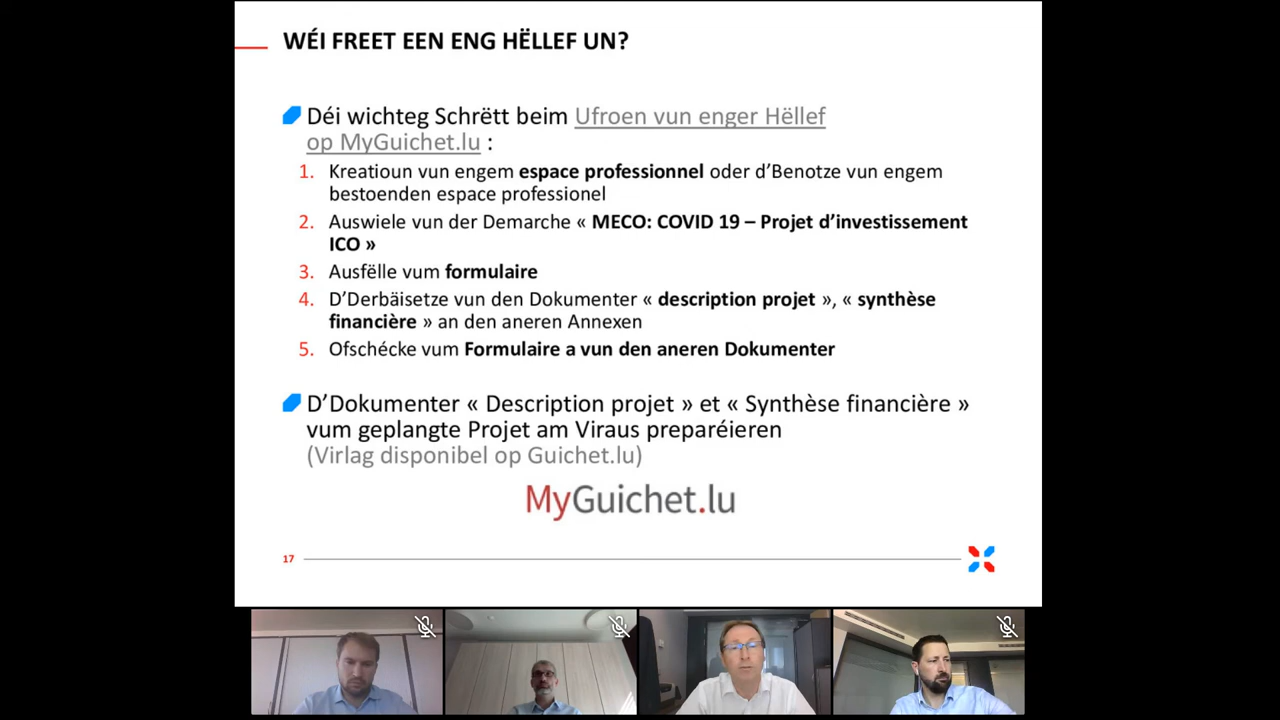 WÉI FREET EEN ENG HËLLEF UN?
Déi wichteg Schrëtt beim Ufroen vun enger Hëllef
op MyGuichet.lu :
1. Kreatioun vun engem espace professionnel oder d’Benotze vun engem
bestoenden espace professionel
2. Auswiele vun der Demarche « MECO: COVID 19 – Projet d’investissement
ICO »
3. Ausfëlle vum formulaire
4. D’Derbäisetze vun den Dokumenter « description projet », « synthèse
financière » an den aneren Annexen
5. Ofschécke vum Formulaire a vun den aneren Dokumenter
D’Dokumenter « Description projet » et « Synthèse financière »
vum geplangte Projet am Viraus preparéieren
(Virlag disponibel op Guichet.lu)
MyGuichet.lu
17